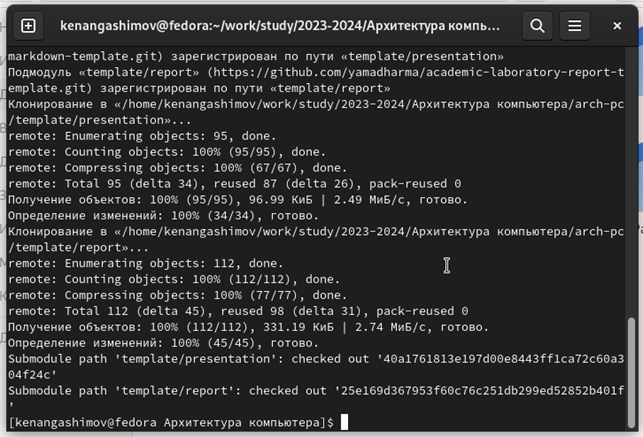 kenangashimov@fedora:~/work/study/2023-2024/Архитектура компь...
markdown-template.git) зарегистрирован по пути «template/presentation»
Подмодуль «template/report» (https://github.com/yamadharma/academic-laboratory-report-t
emplate.git) зарегистрирован по пути «template/report»
Клонирование в «/home/kenangashimov/work/study/2023-2024/Архитектура компьютера/arch-pc
/template/presentation»...
remote: Enumerating objects: 95, done.
remote: Counting objects: 100% (95/95), done.
remote: Compressing objects: 100% (67/67), done.
remote: Total 95 (delta 34), reused 87 (delta 26), pack-reused 0
Получение объектов: 100% (95/95), 96.99 КиБ | 2.49 МиБ/с, готово.
Определение изменений: 100% (34/34), готово.
Клонирование в «/home/kenangashimov/work/study/2023-2024/Архитектура компьютера/arch-pc
/template/report»...
remote: Enumerating objects: 112, done.
remote: Counting objects: 100% (112/112), done.
remote: Compressing objects: 100% (77/77), done.
remote: Total 112 (delta 45), reused 98 (delta 31), pack-reused 0
Получение объектов: 100% (112/112), 331.19 КиБ | 2.74 МиБ/с, готово.
Определение изменений: 100% (45/45), готово.
Submodule path 'template/presentation': checked out '40a1761813e197d00e8443ff1ca72c60a3
04f24c'
Submodule path 'template/report': checked out '25e169d367953f60c76c251db299ed52852b401f
'
[kenangashimov@fedora Архитектура компьютера]$